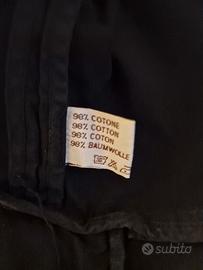 98% COTONE
98% COTTON
98% COTON
98% BAUMWOLLE
subito